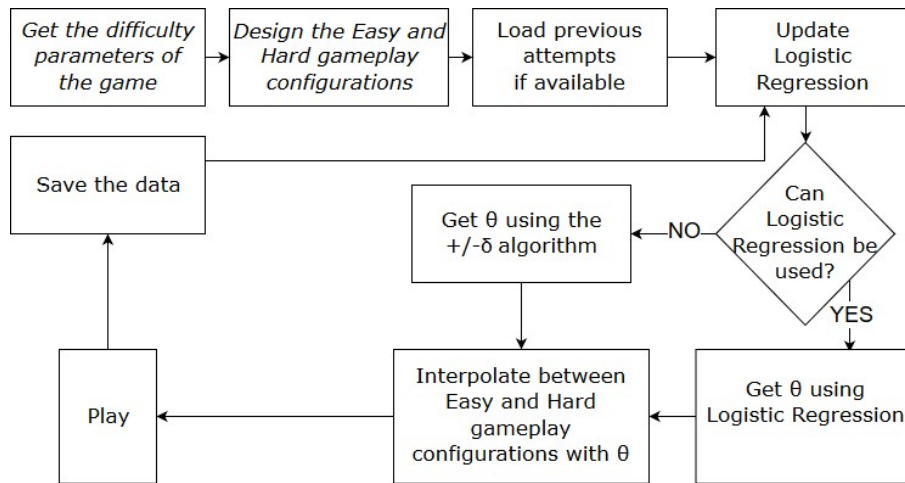 Get the difficulty
parameters of
the game
Design the Easy and
Hard gameplay
configurations
Load previous
attempts
if available
Update
Logistic
Regression
Save the data
Can
Logistic
Regression be
used?
NO
Get θ using the
+/-δ algorithm
YES
Get θ using
Logistic Regression
Interpolate between
Easy and Hard
gameplay
configurations with θ
Play